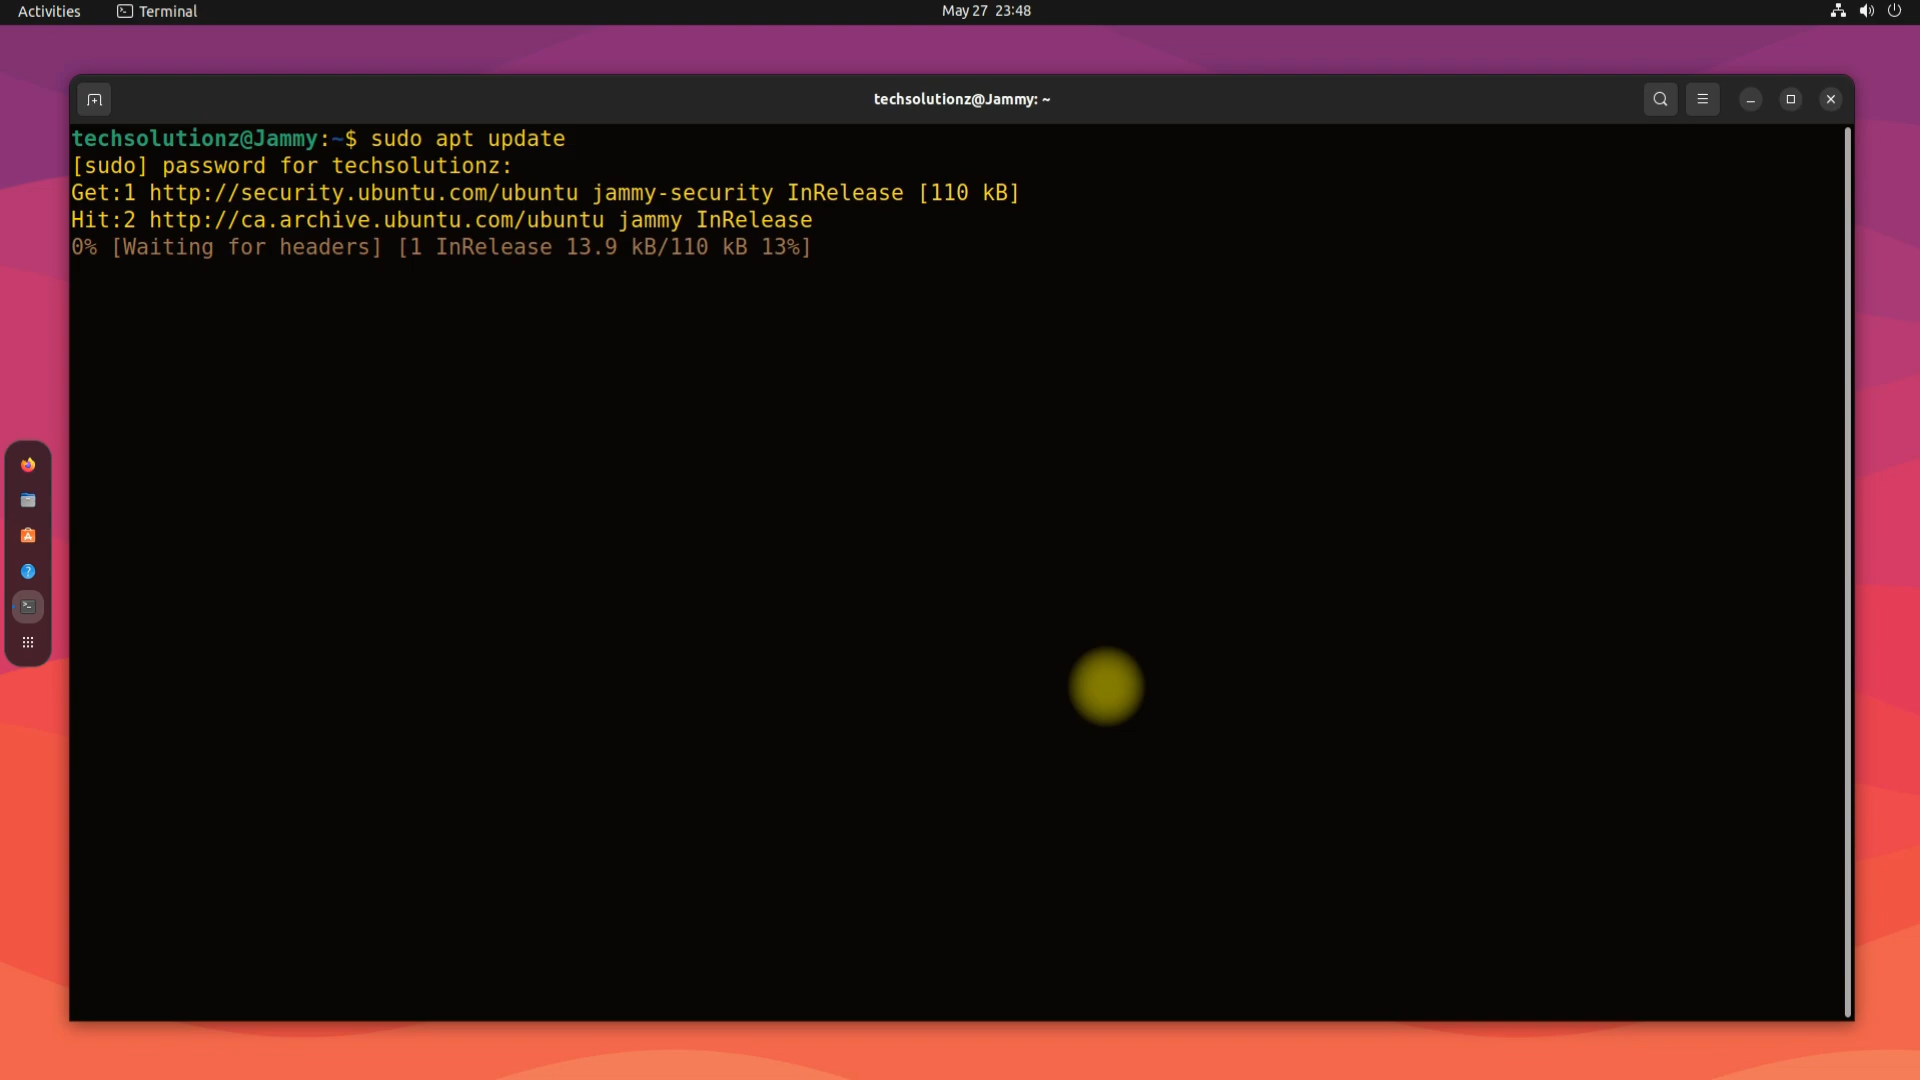 Activities Terminal May 27 23:48
techsolutionz@Jammy: ~
techsolutionz@Jammy:~$ sudo apt update
[sudo] password for techsolutionz:
Get:1 http://security.ubuntu.com/ubuntu jammy-security InRelease [110 kB]
Hit:2 http://ca.archive.ubuntu.com/ubuntu jammy InRelease
0% [Waiting for headers] [1 InRelease 13.9 kB/110 kB 13%]